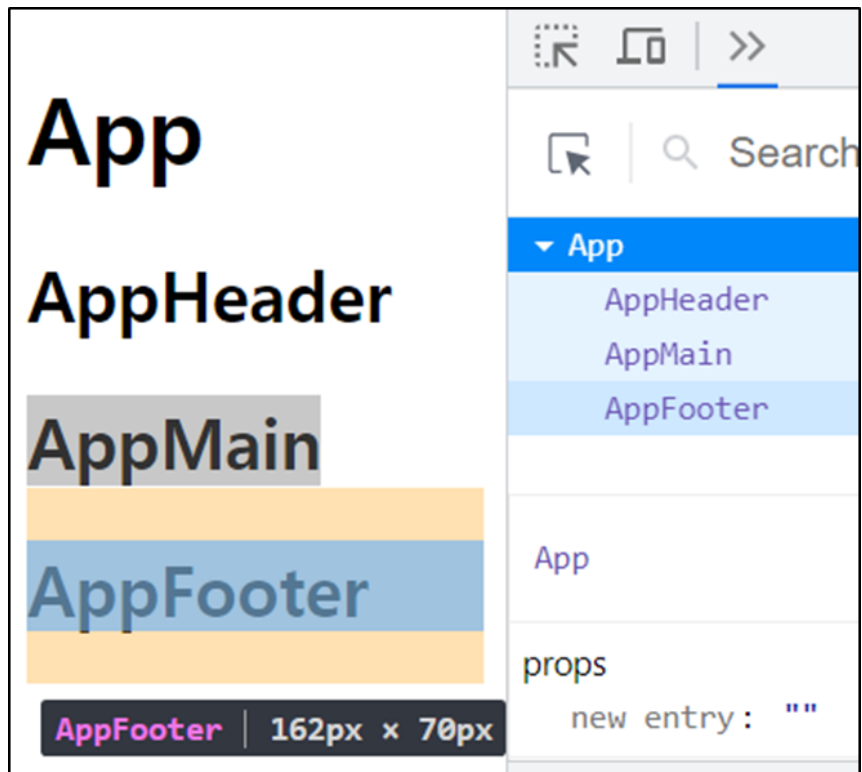 App
AppHeader
AppMain
AppFooter
AppFooter | 162px × 70px
Search
App
AppHeader
AppMain
AppFooter
App
props
new entry: ""